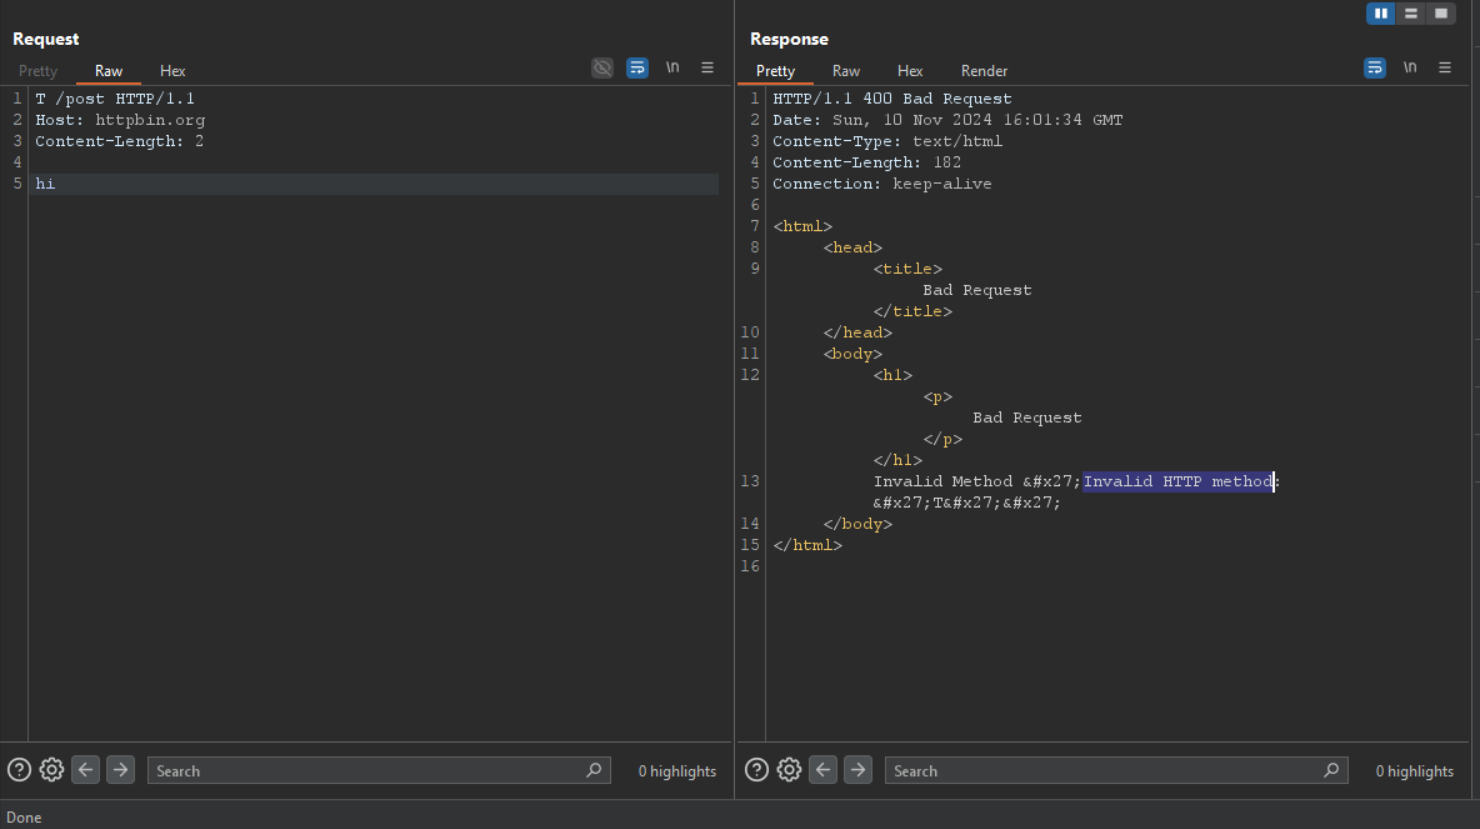 Request
Pretty Raw Hex \n
1 T /post HTTP/1.1
2 Host: httpbin.org
3 Content-Length: 2
4
5 hi
Search 0 highlights
Response
Pretty Raw Hex Render \n
1 HTTP/1.1 400 Bad Request
2 Date: Sun, 10 Nov 2024 16:01:34 GMT
3 Content-Type: text/html
4 Content-Length: 182
5 Connection: keep-alive
6
7 <html>
8 <head>
9 <title>
Bad Request
</title>
10 </head>
11 <body>
12 <h1>
<p>
Bad Request
</p>
</h1>
13 Invalid Method &#x27;Invalid HTTP method:
&#x27;T&#x27;&#x27;
14 </body>
15 </html>
16
Search 0 highlights
Done